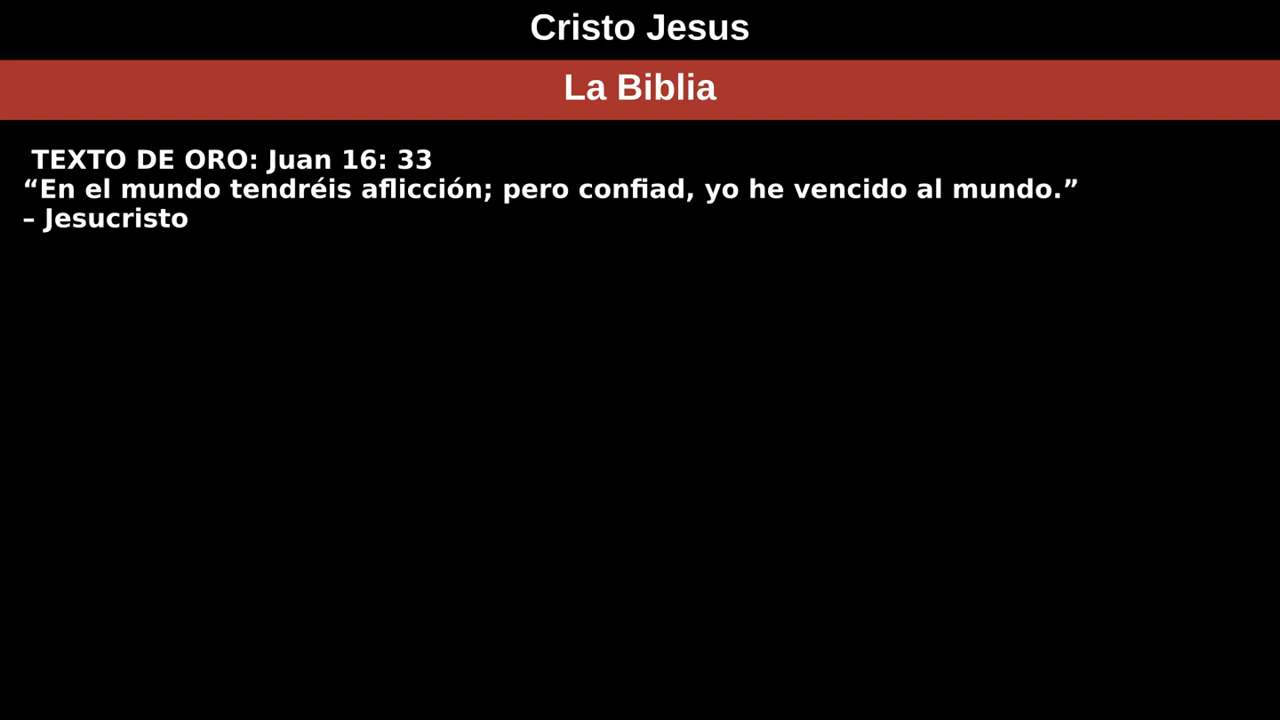 Cristo Jesus
La Biblia
TEXTO DE ORO: Juan 16: 33
“En el mundo tendréis aflicción; pero confiad, yo he vencido al mundo.”
– Jesucristo